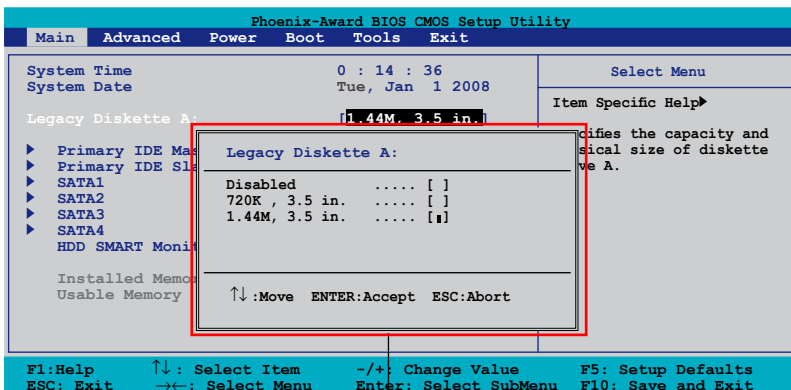 Phoenix-Award BIOS CMOS Setup Utility
Main Advanced Power Boot Tools Exit
System Time 0 : 14 : 36
System Date Tue, Jan 1 2008
Legacy Diskette A: [1.44M, 3.5 in.]
Primary IDE Mas
Primary IDE Sla
SATA1
SATA2
SATA3
SATA4
HDD SMART Monit
Installed Memo
Usable Memory
Legacy Diskette A:
Disabled ..... [ ]
720K , 3.5 in. ..... [ ]
1.44M, 3.5 in. ..... [▮]
↑↓ :Move ENTER:Accept ESC:Abort
Select Menu
Item Specific Help▶
cifies the capacity and
sical size of diskette
ve A.
F1:Help ↑↓ : Select Item -/+: Change Value F5: Setup Defaults
ESC: Exit →←: Select Menu Enter: Select SubMenu F10: Save and Exit